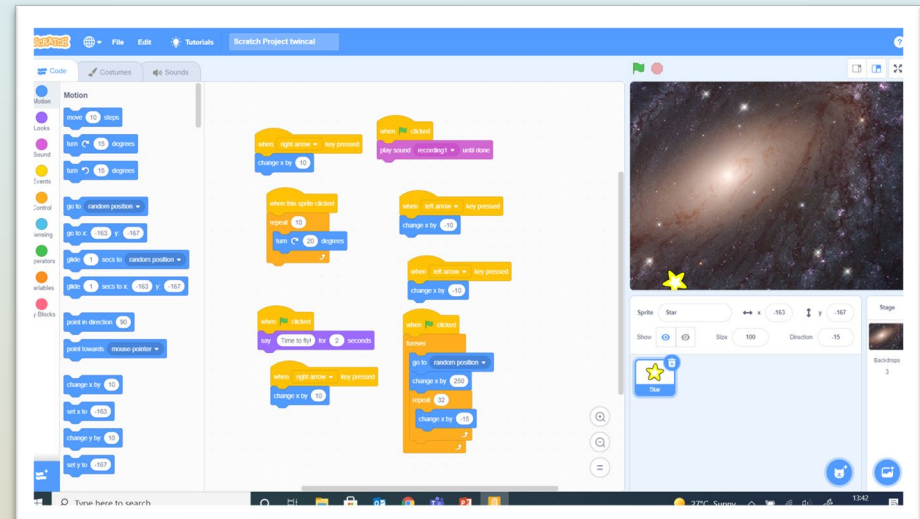 SCRATCH File Edit Tutorials Scratch Project twincal
Code Costumes Sounds
Motion
Looks
Sound
Events
Control
Sensing
Operators
Variables
My Blocks
Motion
move 10 steps
turn 15 degrees
turn 15 degrees
go to random position
go to x: -163 y: -167
glide 1 secs to random position
glide 1 secs to x: -163 y: -167
point in direction 90
point towards mouse-pointer
change x by 10
set x to -163
change y by 10
set y to -167
when right arrow key pressed
change x by 10
when clicked
play sound recording1 until done
when this sprite clicked
repeat 10
turn 20 degrees
when left arrow key pressed
change x by -10
when left arrow key pressed
change x by -10
when clicked
say Time to fly! for 2 seconds
when right arrow key pressed
change x by 10
when clicked
forever
go to random position
change x by 250
repeat 32
change x by -15
Sprite Star x -163 y -167
Show Size 100 Direction -15
Star
Stage
Backdrops
3
Type here to search
27°C Sunny
13:42